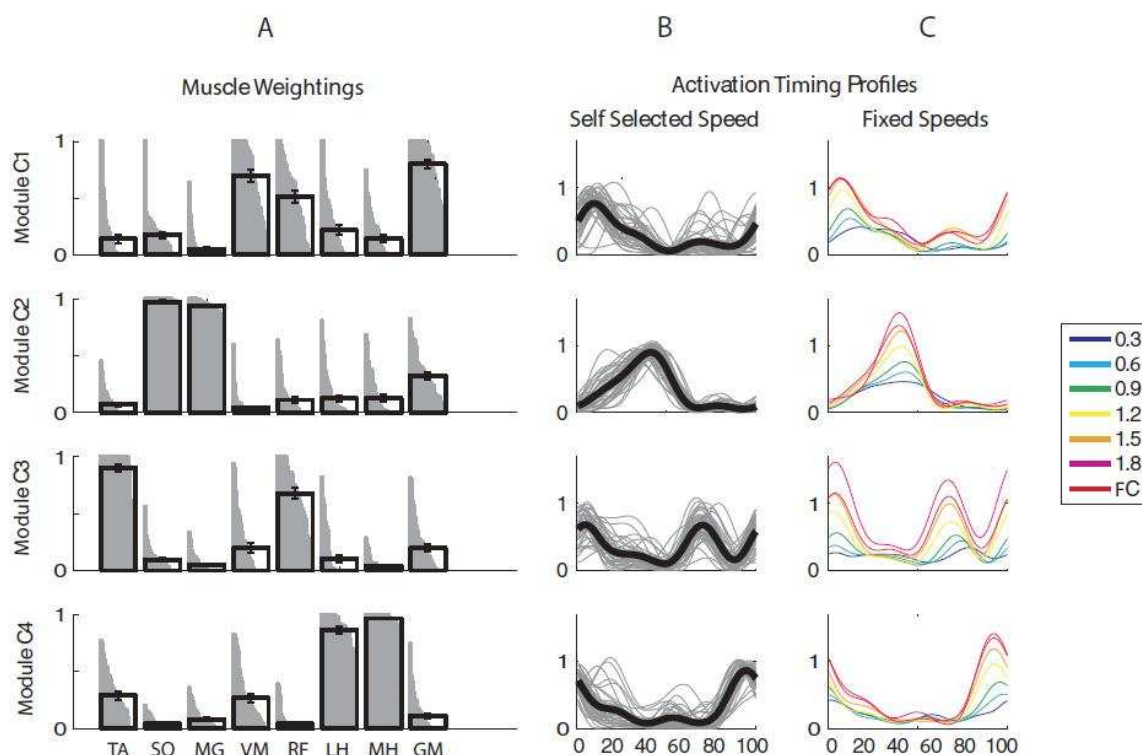 A B C
Muscle Weightings
Activation Timing Profiles
Self Selected Speed Fixed Speeds
Module C1
1
0
1
0
1
0
Module C2
1
0
1
0
1
0
Module C3
1
0
1
0
1
0
Module C4
1
0
1
0
1
0
TA SO MG VM RF LH MH GM
0 20 40 60 80 100
0 20 40 60 80 100
0.3
0.6
0.9
1.2
1.5
1.8
FC